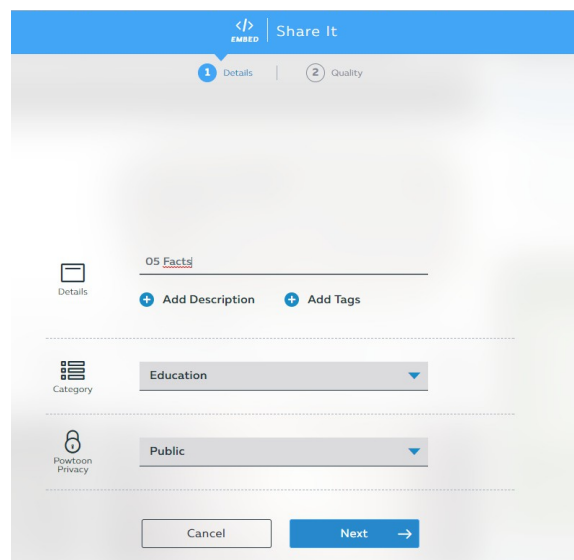 </> EMBED Share It
1 Details 2 Quality
05 Facts
Details
Add Description Add Tags
Category
Education
Powtoon
Privacy
Public
Cancel Next →